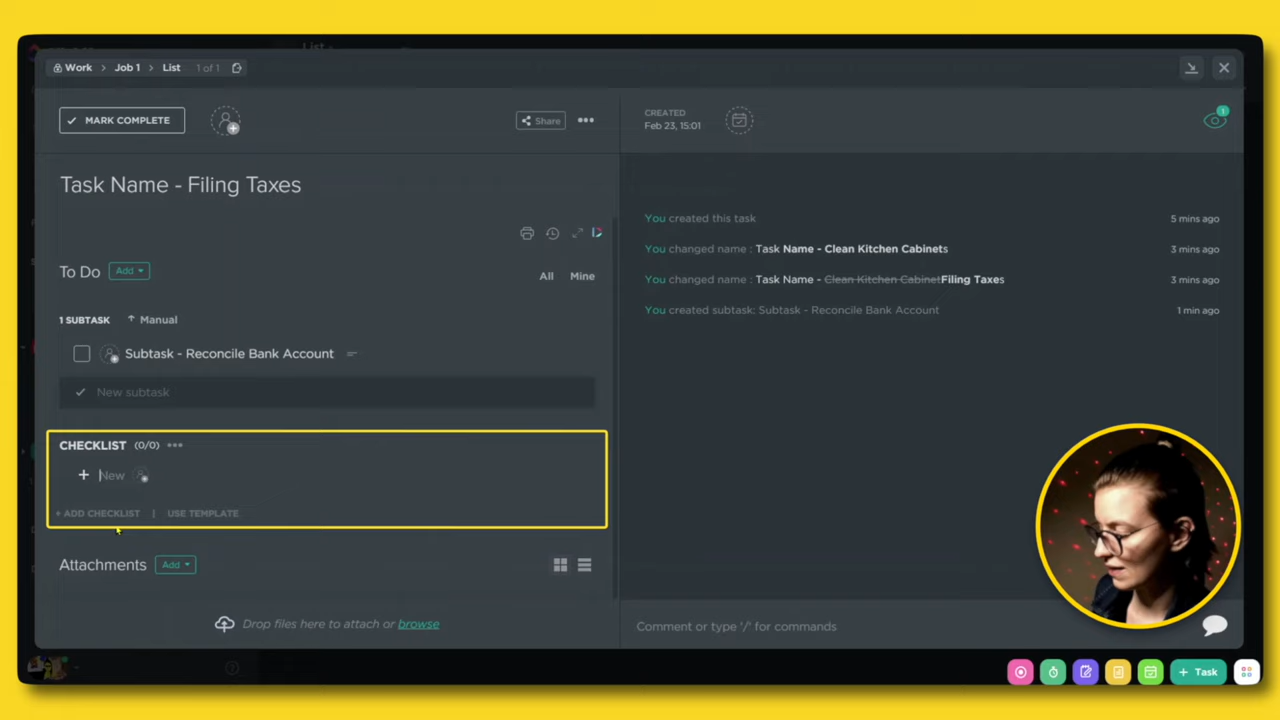 List
Work > Job 1 > List 1 of 1
MARK COMPLETE
Share
CREATED
Feb 23, 15:01
1
Task Name - Filing Taxes
You created this task 5 mins ago
You changed name : Task Name - Clean Kitchen Cabinets 3 mins ago
You changed name : Task Name - Clean Kitchen CabinetFiling Taxes 3 mins ago
You created subtask: Subtask - Reconcile Bank Account 1 min ago
To Do Add
All Mine
1 SUBTASK Manual
Subtask - Reconcile Bank Account
New subtask
CHECKLIST (0/0)
+ New
+ ADD CHECKLIST | USE TEMPLATE
Attachments Add
Drop files here to attach or browse
Comment or type '/' for commands
+ Task